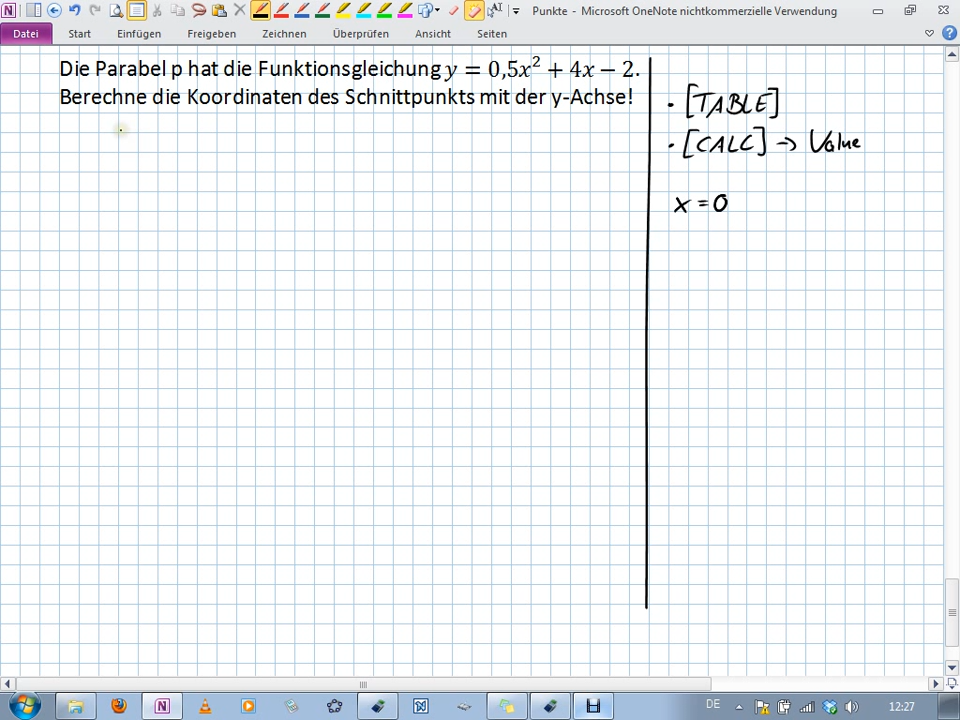 Punkte - Microsoft OneNote nichtkommerzielle Verwendung
Datei Start Einfügen Freigeben Zeichnen Überprüfen Ansicht Seiten
Die Parabel p hat die Funktionsgleichung y = 0,5x² + 4x − 2.
Berechne die Koordinaten des Schnittpunkts mit der y-Achse!
· [TABLE]
· [CALC] → Value
x = 0
DE 12:27